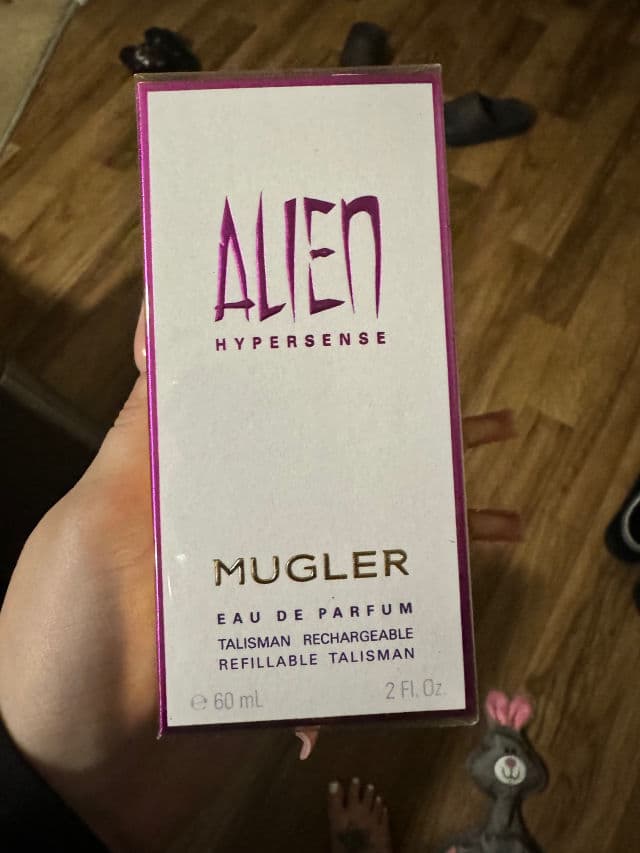 ALIEN
HYPERSENSE
MUGLER
EAU DE PARFUM
TALISMAN RECHARGEABLE
REFILLABLE TALISMAN
℮ 60 mL 2 Fl. Oz.